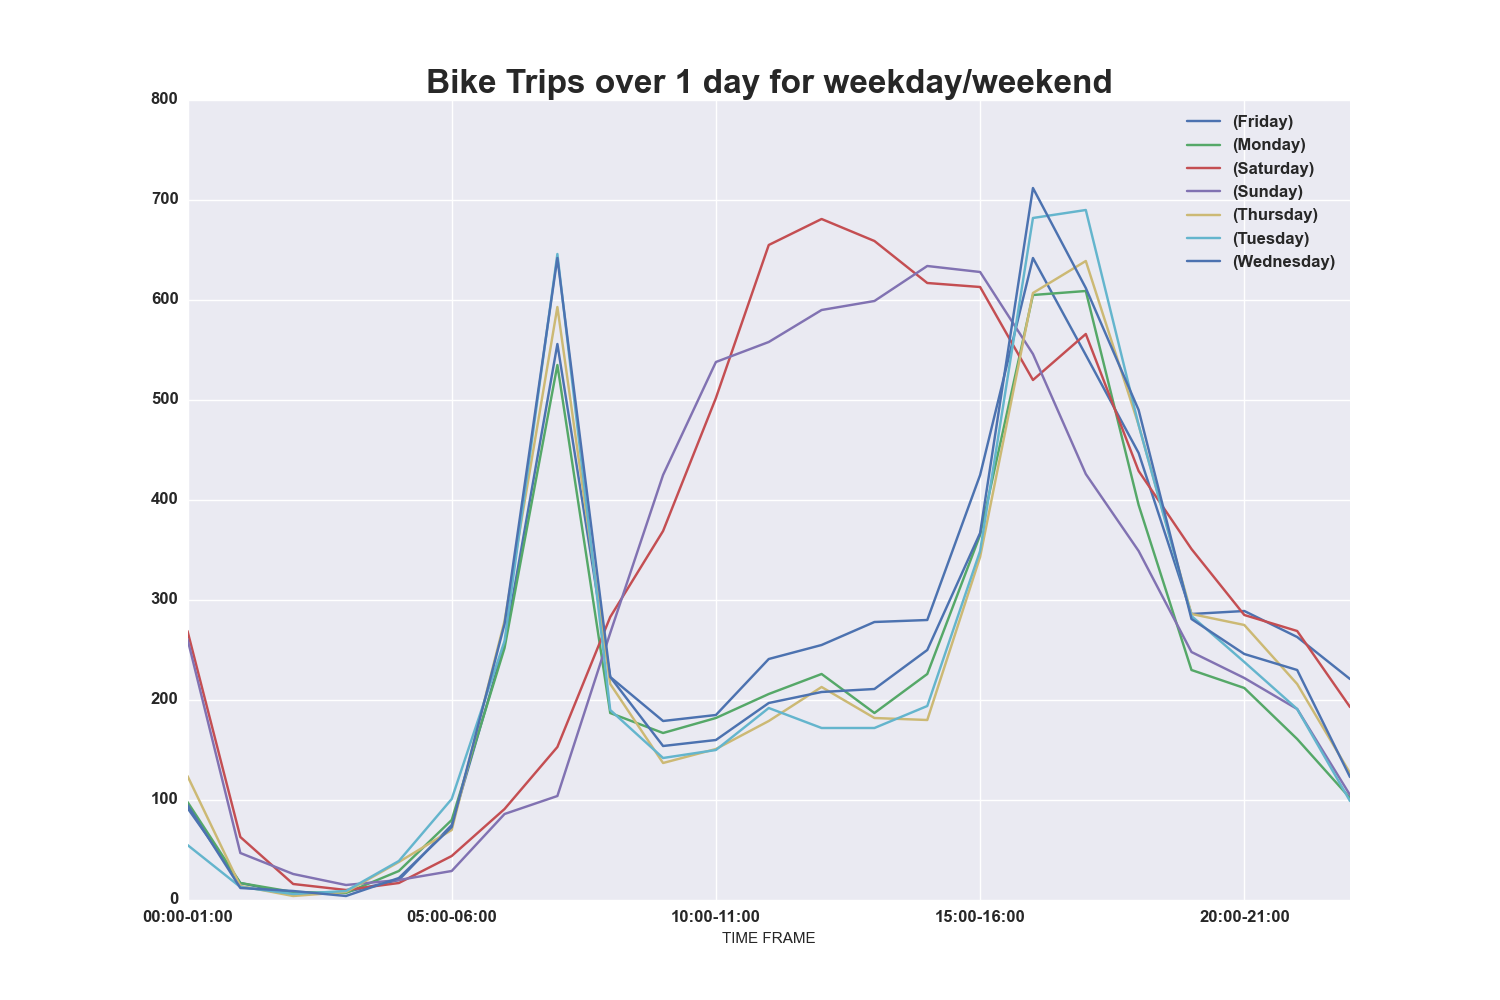 Bike Trips over 1 day for weekday/weekend
800
700
600
500
400
300
200
100
0
(Friday)
(Monday)
(Saturday)
(Sunday)
(Thursday)
(Tuesday)
(Wednesday)
00:00-01:00 05:00-06:00 10:00-11:00 15:00-16:00 20:00-21:00
TIME FRAME